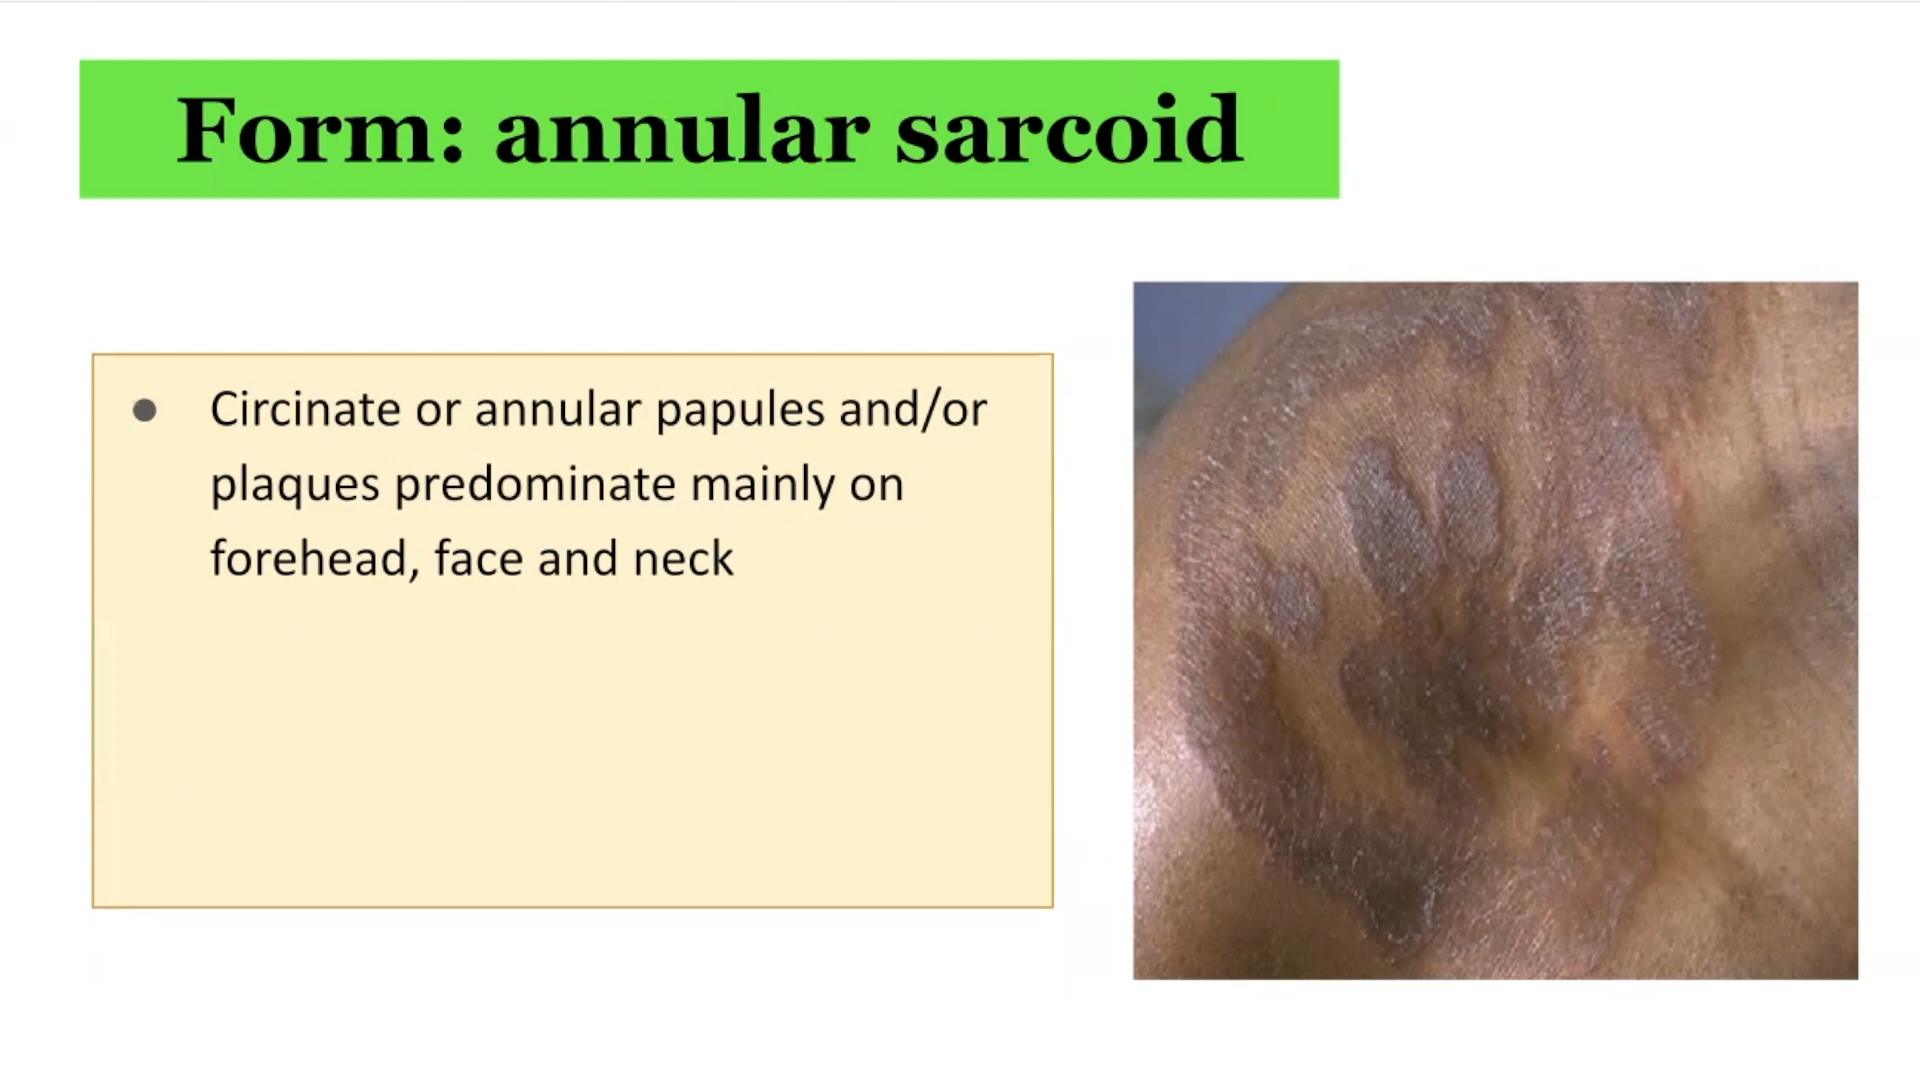 Form: annular sarcoid
● Circinate or annular papules and/or
plaques predominate mainly on
forehead, face and neck